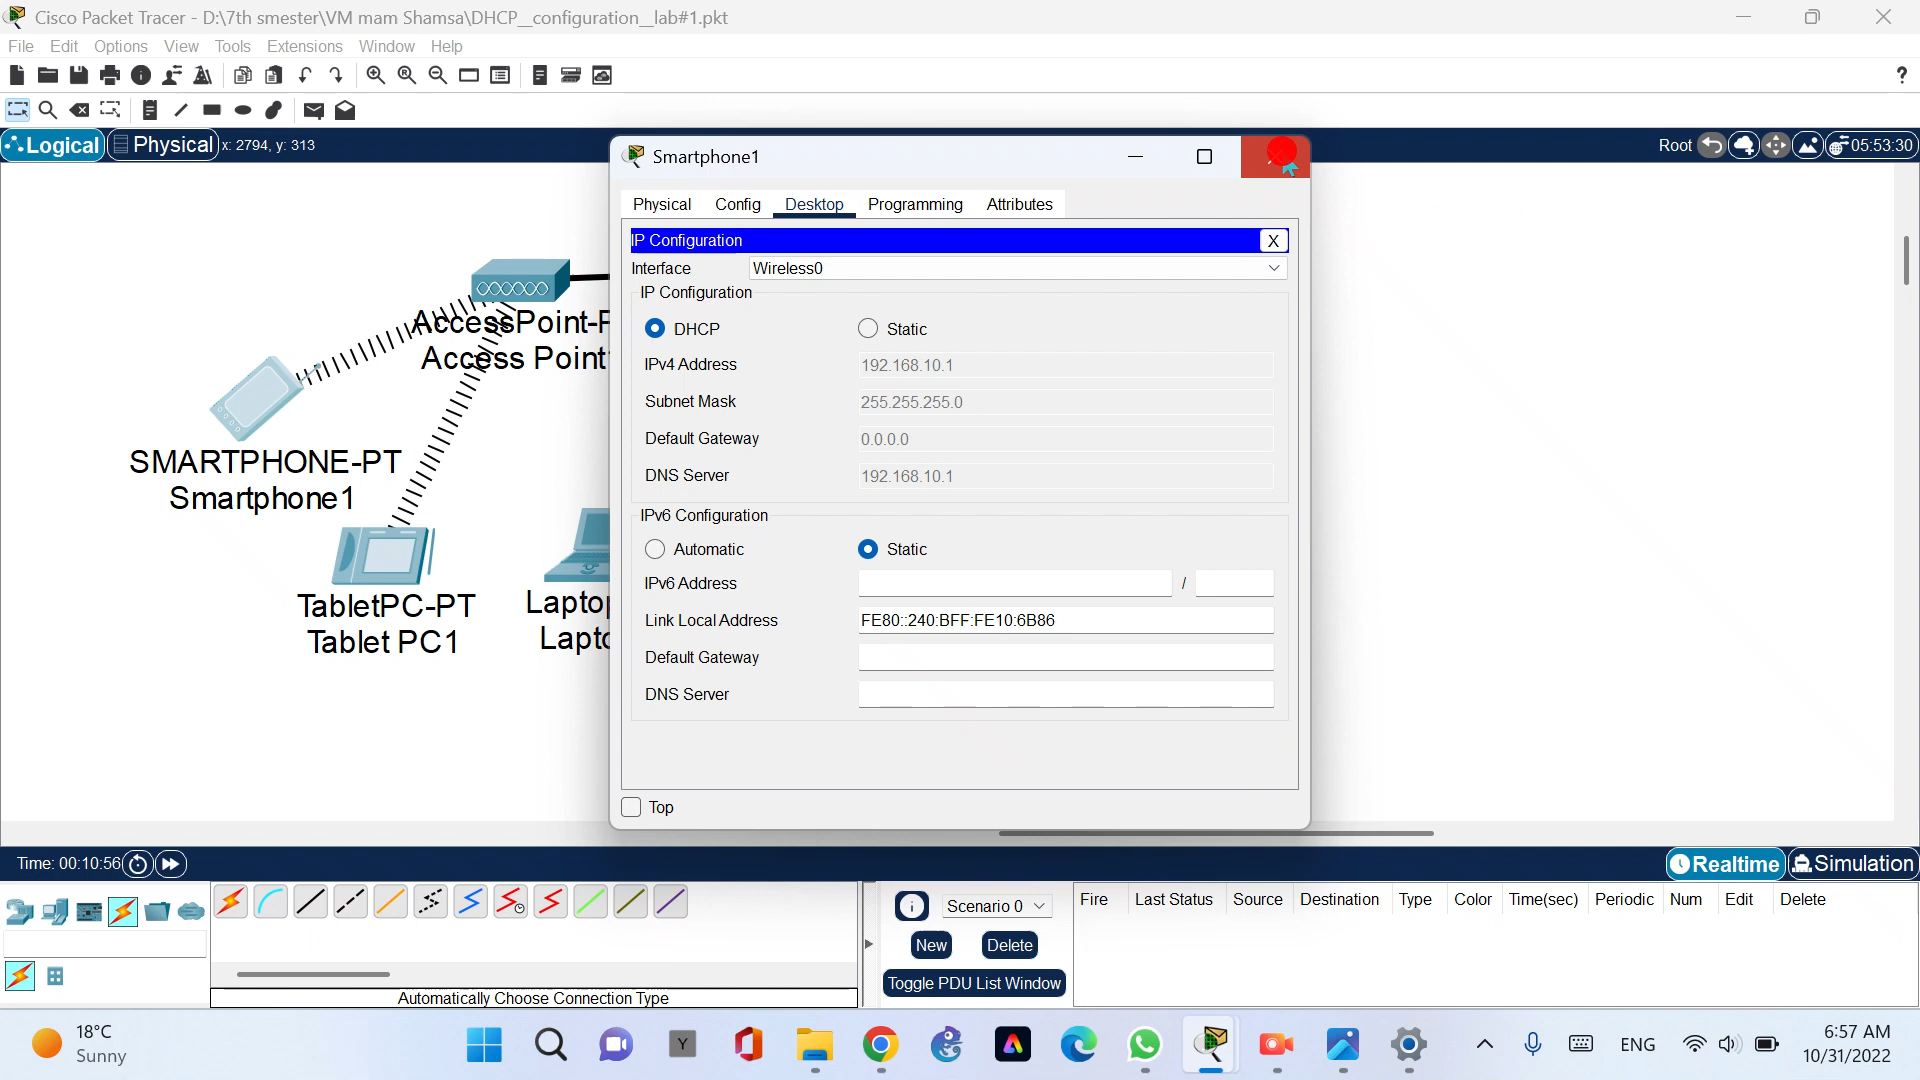 Cisco Packet Tracer - D:\7th smester\VM mam Shamsa\DHCP__configuration__lab#1.pkt
File Edit Options View Tools Extensions Window Help
?
Logical Physical x: 2794, y: 313
Root 05:53:30
Smartphone1
Physical Config Desktop Programming Attributes
IP Configuration X
Interface Wireless0
IP Configuration
DHCP Static
IPv4 Address 192.168.10.1
Subnet Mask 255.255.255.0
Default Gateway 0.0.0.0
DNS Server 192.168.10.1
IPv6 Configuration
Automatic Static
IPv6 Address /
Link Local Address FE80::240:BFF:FE10:6B86
Default Gateway
DNS Server
Top
AccessPoint-P
Access Point
SMARTPHONE-PT
Smartphone1
TabletPC-PT
Tablet PC1
Laptop
Lapto
Time: 00:10:56
Realtime Simulation
Scenario 0
New Delete
Toggle PDU List Window
Fire Last Status Source Destination Type Color Time(sec) Periodic Num Edit Delete
Automatically Choose Connection Type
18°C
Sunny
Y
ENG
6:57 AM
10/31/2022